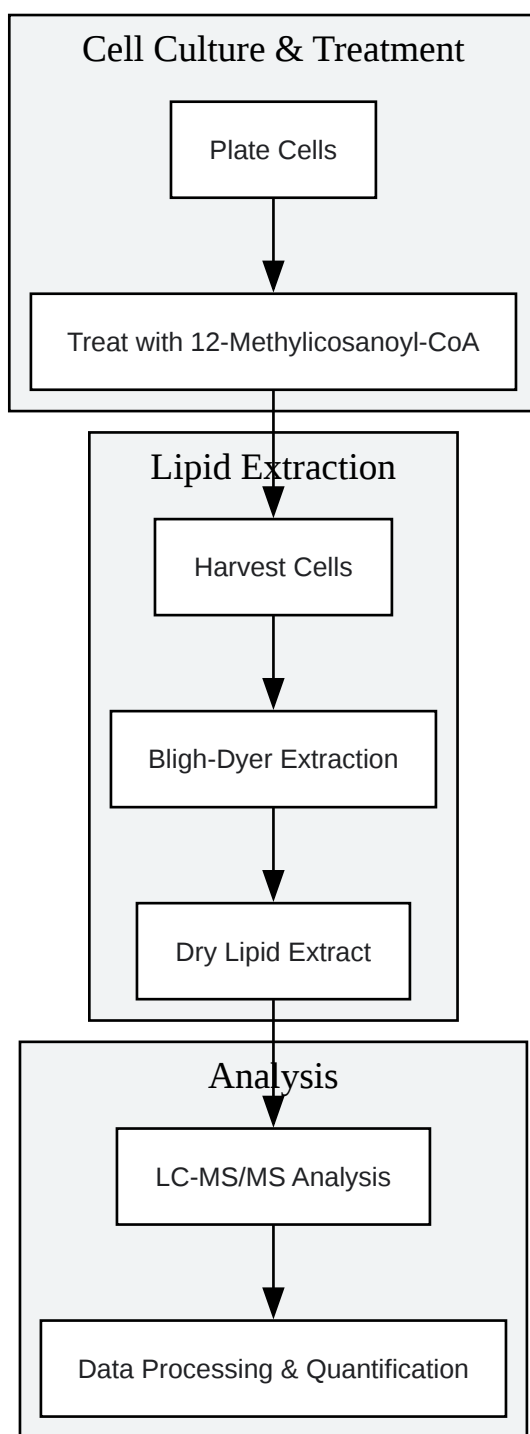 Cell Culture & Treatment
Plate Cells
Treat with 12-Methylicosanoyl-CoA
Lipid Extraction
Harvest Cells
Bligh-Dyer Extraction
Dry Lipid Extract
Analysis
LC-MS/MS Analysis
Data Processing & Quantification